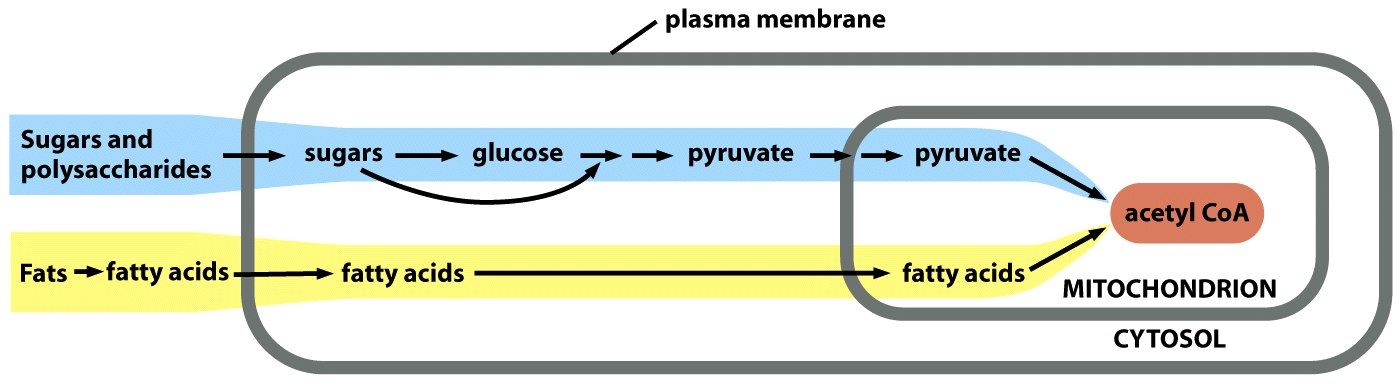 plasma membrane
Sugars and
polysaccharides
sugars
glucose
pyruvate
pyruvate
acetyl CoA
Fats
fatty acids
fatty acids
fatty acids
MITOCHONDRION
CYTOSOL